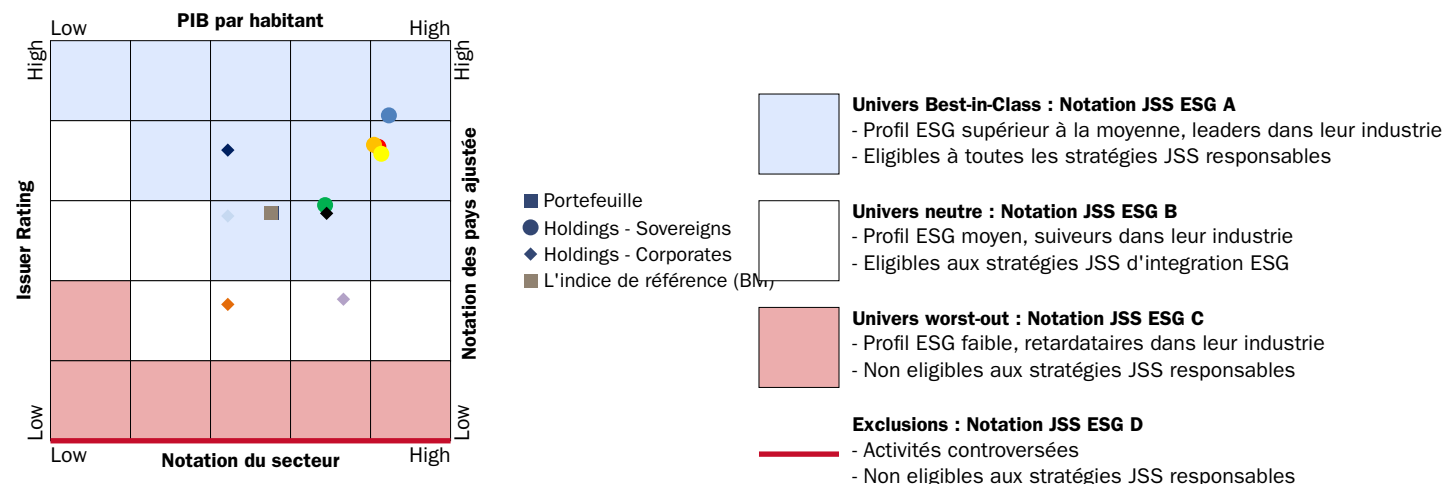 PIB par habitant
Low
High
High
High
Issuer Rating
Notation des pays ajustée
Low
Low
Low
High
Notation du secteur
Portefeuille
Holdings - Sovereigns
Holdings - Corporates
L'indice de référence (BM)
Univers Best-in-Class : Notation JSS ESG A
- Profil ESG supérieur à la moyenne, leaders dans leur industrie
- Eligibles à toutes les stratégies JSS responsables
Univers neutre : Notation JSS ESG B
- Profil ESG moyen, suiveurs dans leur industrie
- Eligibles aux stratégies JSS d'integration ESG
Univers worst-out : Notation JSS ESG C
- Profil ESG faible, retardataires dans leur industrie
- Non eligibles aux stratégies JSS responsables
Exclusions : Notation JSS ESG D
- Activités controversées
- Non eligibles aux stratégies JSS responsables